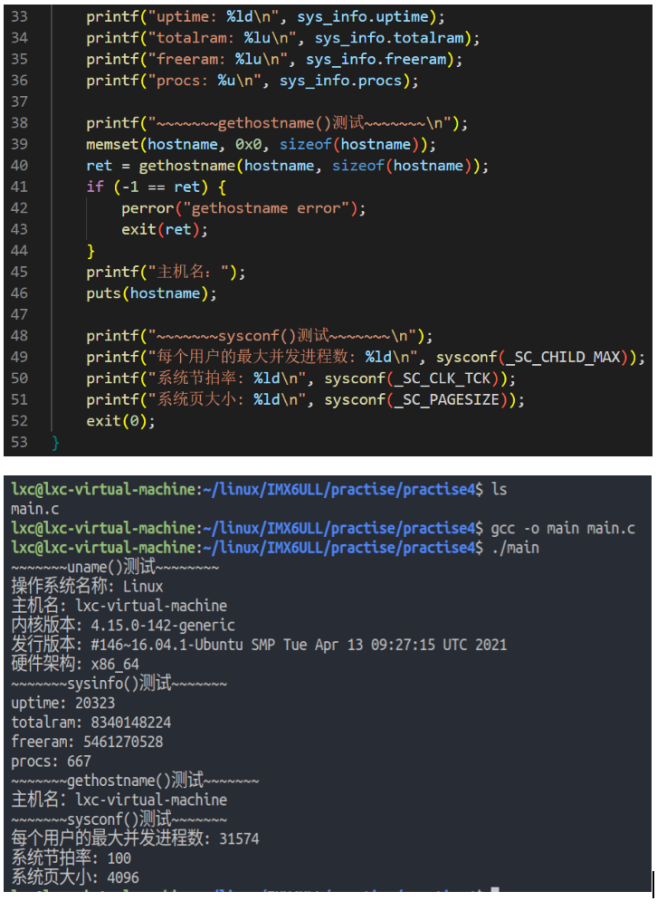 33 printf("uptime: %ld\n", sys_info.uptime);
34 printf("totalram: %lu\n", sys_info.totalram);
35 printf("freeram: %lu\n", sys_info.freeram);
36 printf("procs: %u\n", sys_info.procs);
37
38 printf("~~~~~~~gethostname()测试~~~~~~~\n");
39 memset(hostname, 0x0, sizeof(hostname));
40 ret = gethostname(hostname, sizeof(hostname));
41 if (-1 == ret) {
42 perror("gethostname error");
43 exit(ret);
44 }
45 printf("主机名: ");
46 puts(hostname);
47
48 printf("~~~~~~~sysconf()测试~~~~~~~\n");
49 printf("每个用户的最大并发进程数: %ld\n", sysconf(_SC_CHILD_MAX));
50 printf("系统节拍率: %ld\n", sysconf(_SC_CLK_TCK));
51 printf("系统页大小: %ld\n", sysconf(_SC_PAGESIZE));
52 exit(0);
53 }
lxc@lxc-virtual-machine:~/linux/IMX6ULL/practise/practise4$ ls
main.c
lxc@lxc-virtual-machine:~/linux/IMX6ULL/practise/practise4$ gcc -o main main.c
lxc@lxc-virtual-machine:~/linux/IMX6ULL/practise/practise4$ ./main
~~~~~~~uname()测试~~~~~~~~
操作系统名称: Linux
主机名: lxc-virtual-machine
内核版本: 4.15.0-142-generic
发行版本: #146~16.04.1-Ubuntu SMP Tue Apr 13 09:27:15 UTC 2021
硬件架构: x86_64
~~~~~~~sysinfo()测试~~~~~~~
uptime: 20323
totalram: 8340148224
freeram: 5461270528
procs: 667
~~~~~~~gethostname()测试~~~~~~~
主机名: lxc-virtual-machine
~~~~~~~sysconf()测试~~~~~~~
每个用户的最大并发进程数: 31574
系统节拍率: 100
系统页大小: 4096